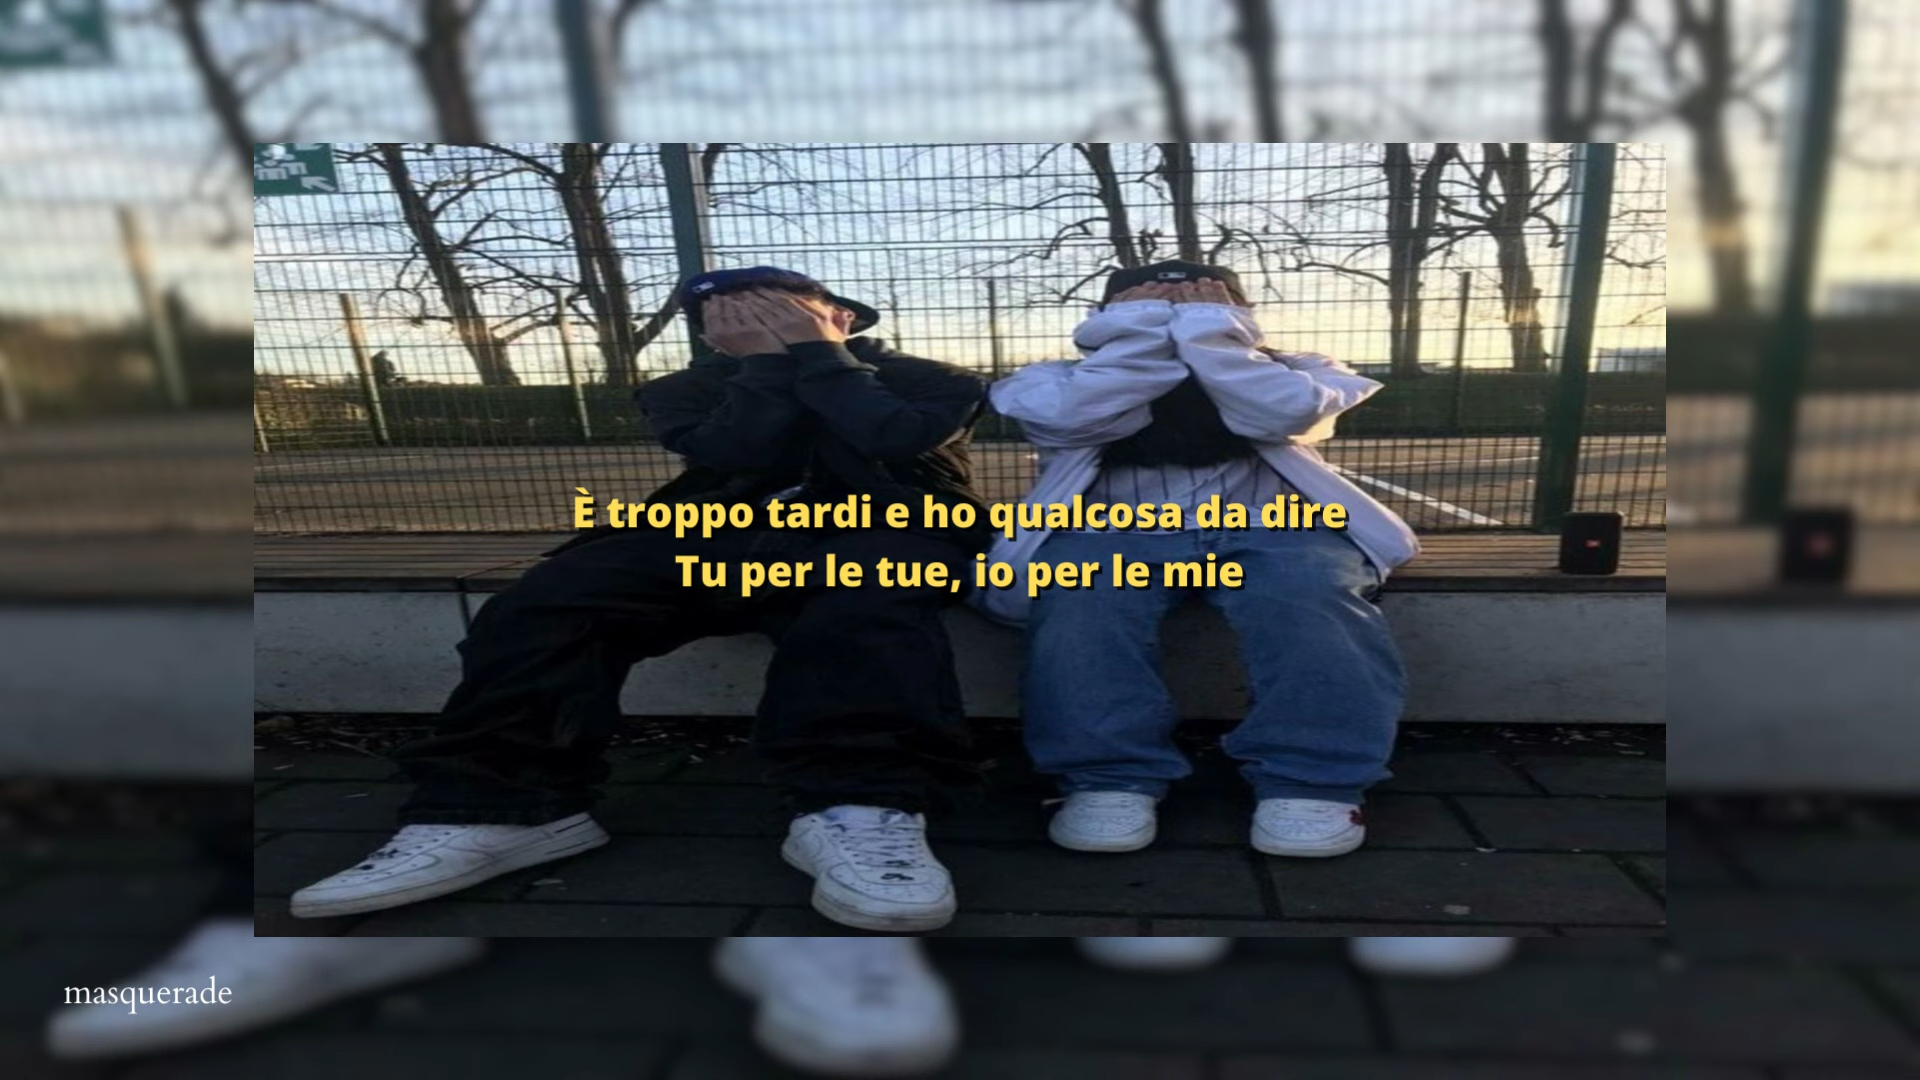 È troppo tardi e ho qualcosa da dire
Tu per le tue, io per le mie
masquerade